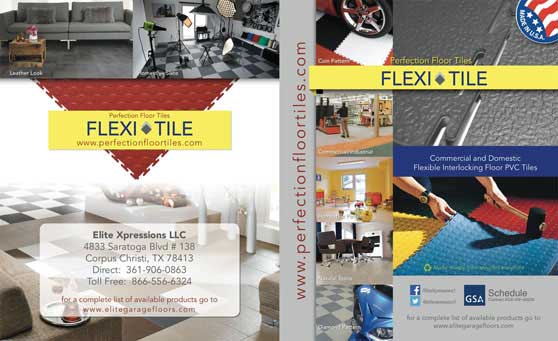 Leather Look
Perfection Floor Tiles
FLEXI TILE
www.perfectionfloortiles.com
Elite Xpressions LLC
4833 Saratoga Blvd # 138
Corpus Christi, TX 78413
Direct: 361-906-0863
Toll Free: 866-556-6324
for a complete list of available products go to
www.elitegaragefloors.com
www.perfectionfloortiles.com
Coin Pattern
MADE IN U.S.A.
Perfection Floor Tiles
FLEXI TILE
Commercial/Industrial
Commercial and Domestic
Flexible Interlocking Floor PVC Tiles
Natural Stone
Diamond Pattern
GSA Schedule
for a complete list of available products go to
www.elitegaragefloors.com